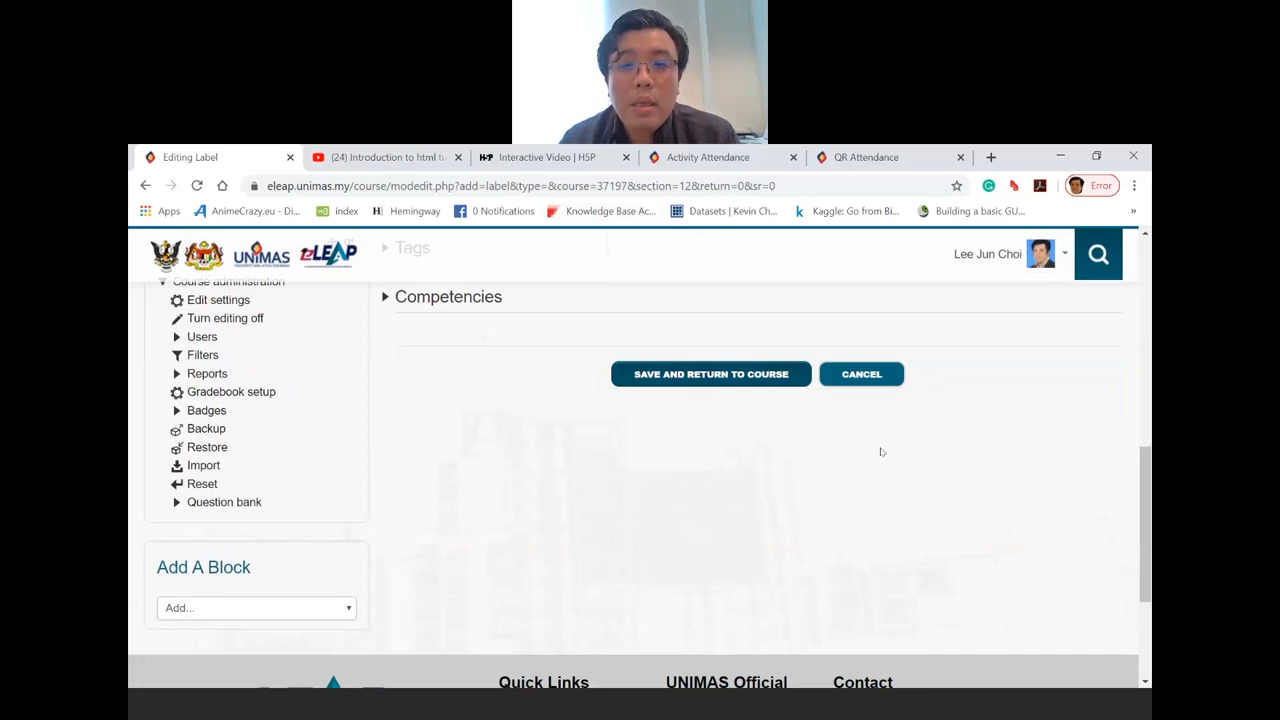 Editing Label
(24) Introduction to html tu
H5P Interactive Video | H5P
Activity Attendance
QR Attendance
eleap.unimas.my/course/modedit.php?add=label&type=&course=37197&section=12&return=0&sr=0
Error
Apps
AnimeCrazy.eu - Di...
index
Hemingway
0 Notifications
Knowledge Base Ac...
Datasets | Kevin Ch...
Kaggle: Go from Bi...
Building a basic GU...
»
UNIMAS
eLEAP
Tags
Lee Jun Choi
Course administration
Edit settings
Turn editing off
Users
Filters
Reports
Gradebook setup
Badges
Backup
Restore
Import
Reset
Question bank
Competencies
SAVE AND RETURN TO COURSE
CANCEL
Add A Block
Add...
Quick Links
UNIMAS Official
Contact